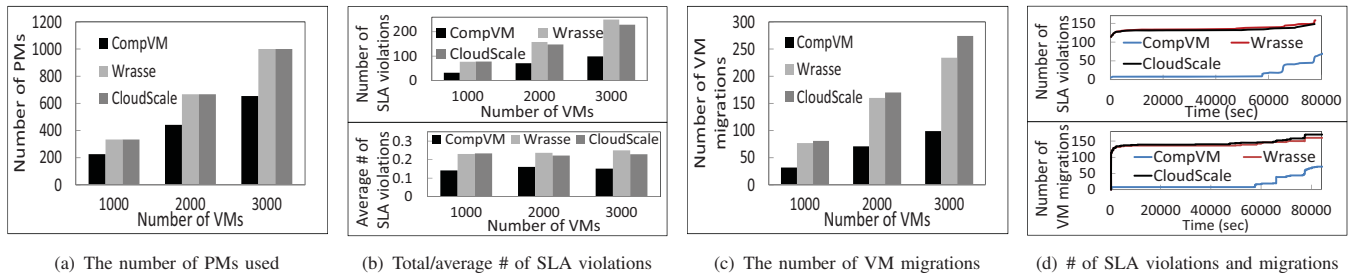 Number of PMs
1200
1000
800
600
400
200
0
CompVM
Wrasse
CloudScale
1000 2000 3000
Number of VMs
(a) The number of PMs used
Number of
SLA violations
200
100
0
CompVM Wrasse
CloudScale
1000 2000 3000
Number of VMs
Average # of
SLA violations
0.3
0.2
0.1
0
CompVM Wrasse CloudScale
1000 2000 3000
Number of VMs
(b) Total/average # of SLA violations
Number of VM
migrations
300
250
200
150
100
50
0
CompVM
Wrasse
CloudScale
1000 2000 3000
Number of VMs
(c) The number of VM migrations
Number of
SLA violations
150
100
50
0
CompVM Wrasse
CloudScale
0 20000 40000 60000 80000
Time (sec)
Number of
VM migrations
150
100
50
0
CompVM Wrasse
CloudScale
0 20000 40000 60000 80000
Time (sec)
(d) # of SLA violations and migrations